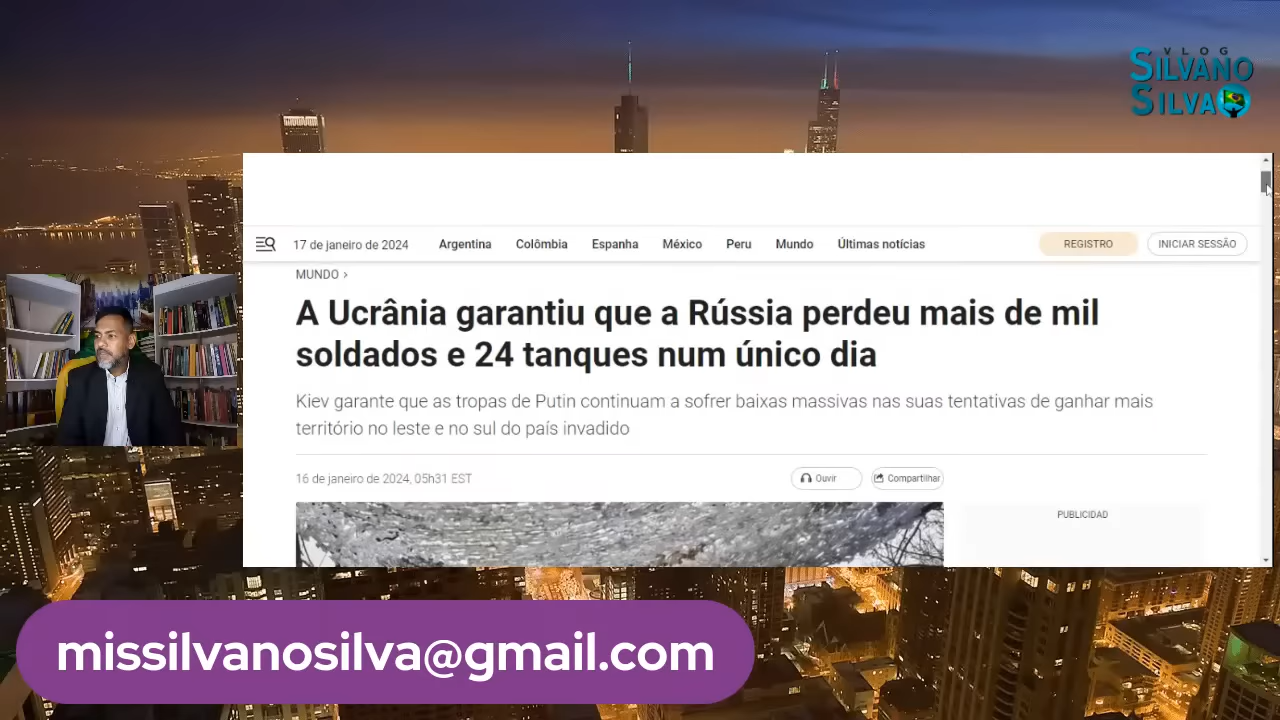 VLOG
SILVANO
SILVA
17 de janeiro de 2024
Argentina
Colômbia
Espanha
México
Peru
Mundo
Últimas notícias
REGISTRO
INICIAR SESSÃO
MUNDO >
A Ucrânia garantiu que a Rússia perdeu mais de mil
soldados e 24 tanques num único dia
Kiev garante que as tropas de Putin continuam a sofrer baixas massivas nas suas tentativas de ganhar mais
território no leste e no sul do país invadido
16 de janeiro de 2024, 05h31 EST
Ouvir
Compartilhar
PUBLICIDAD
missilvanosilva@gmail.com